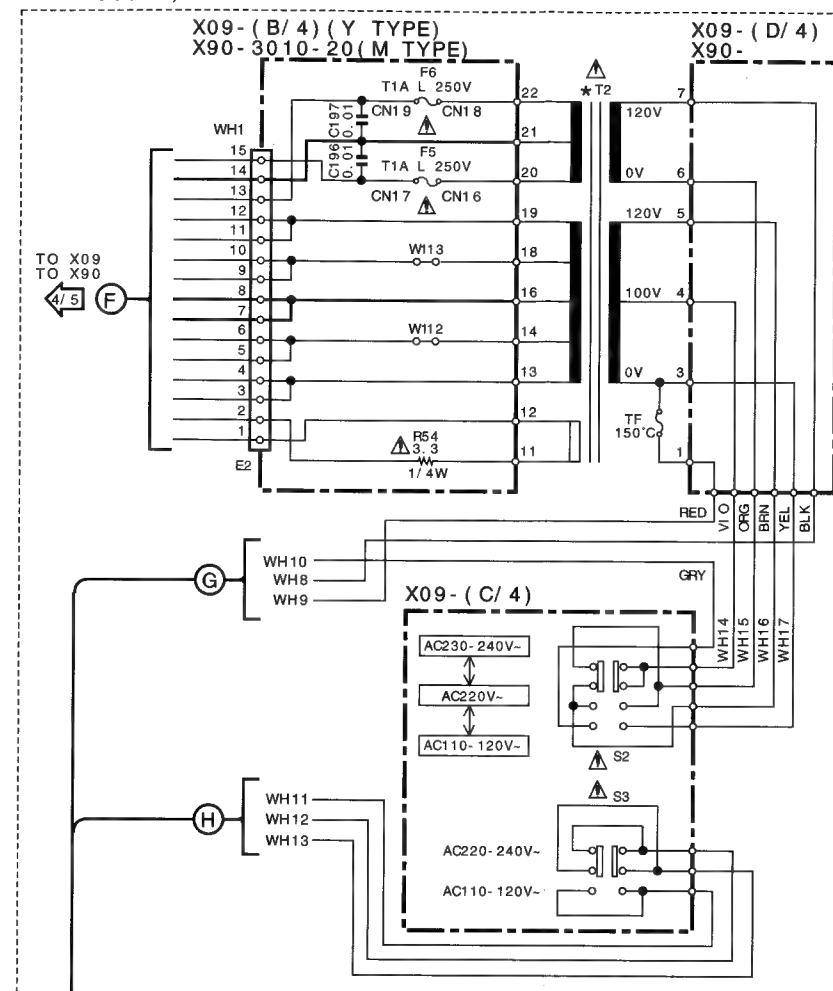 X09-(B/4)(Y TYPE)
X90-3010-20(M TYPE)
X09-(D/4)
X90-
F6
T1A L 250V
CN19
CN18
C197
0.01
C196
0.01
F5
T1A L 250V
CN17
CN16
WH1
15
14
13
12
11
10
9
8
7
6
5
4
3
2
1
E2
W113
W112
R54
3.3
1/4W
22
21
20
19
18
16
14
13
12
11
* T2
120V
0V
120V
100V
0V
7
6
5
4
3
1
TF
150°C
TO X09
TO X90
4/5
F
RED
VIO
ORG
BRN
YEL
BLK
G
WH10
WH8
WH9
GRY
WH14
WH15
WH16
WH17
X09-(C/4)
AC230-240V~
AC220V~
AC110-120V~
S2
S3
H
WH11
WH12
WH13
AC220-240V~
AC110-120V~